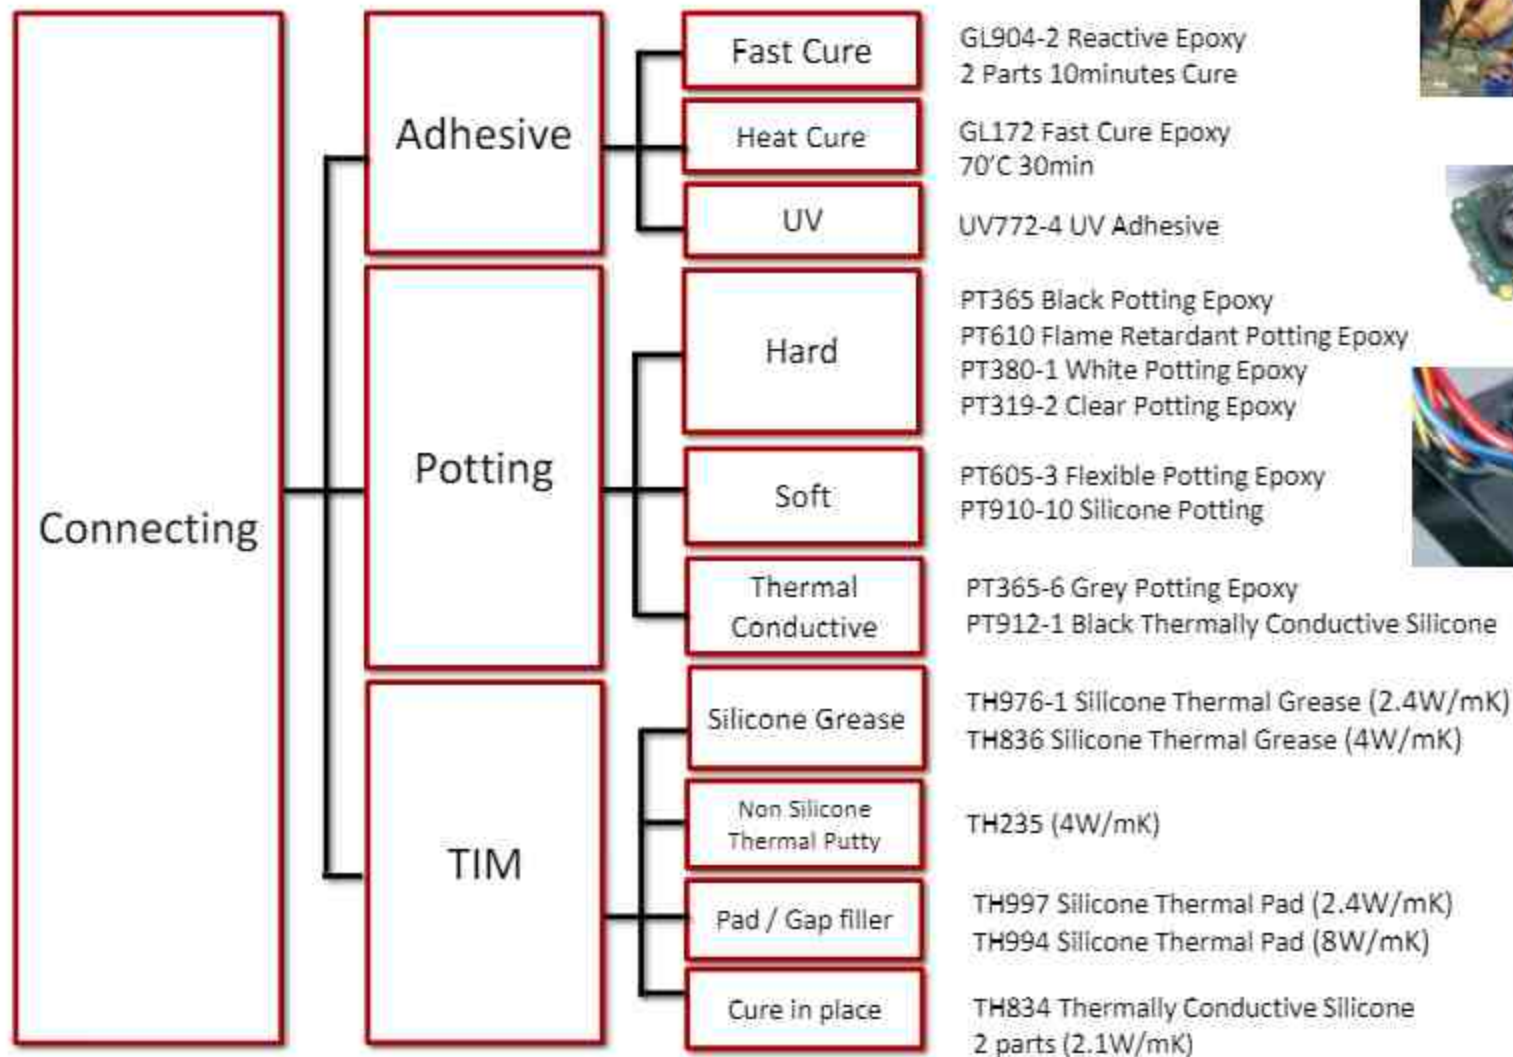 Connecting
Adhesive
Fast Cure
GL904-2 Reactive Epoxy
2 Parts 10minutes Cure
Heat Cure
GL172 Fast Cure Epoxy
70'C 30min
UV
UV772-4 UV Adhesive
Potting
Hard
PT365 Black Potting Epoxy
PT610 Flame Retardant Potting Epoxy
PT380-1 White Potting Epoxy
PT319-2 Clear Potting Epoxy
Soft
PT605-3 Flexible Potting Epoxy
PT910-10 Silicone Potting
Thermal
Conductive
PT365-6 Grey Potting Epoxy
PT912-1 Black Thermally Conductive Silicone
TIM
Silicone Grease
TH976-1 Silicone Thermal Grease (2.4W/mK)
TH836 Silicone Thermal Grease (4W/mK)
Non Silicone
Thermal Putty
TH235 (4W/mK)
Pad / Gap filler
TH997 Silicone Thermal Pad (2.4W/mK)
TH994 Silicone Thermal Pad (8W/mK)
Cure in place
TH834 Thermally Conductive Silicone
2 parts (2.1W/mK)